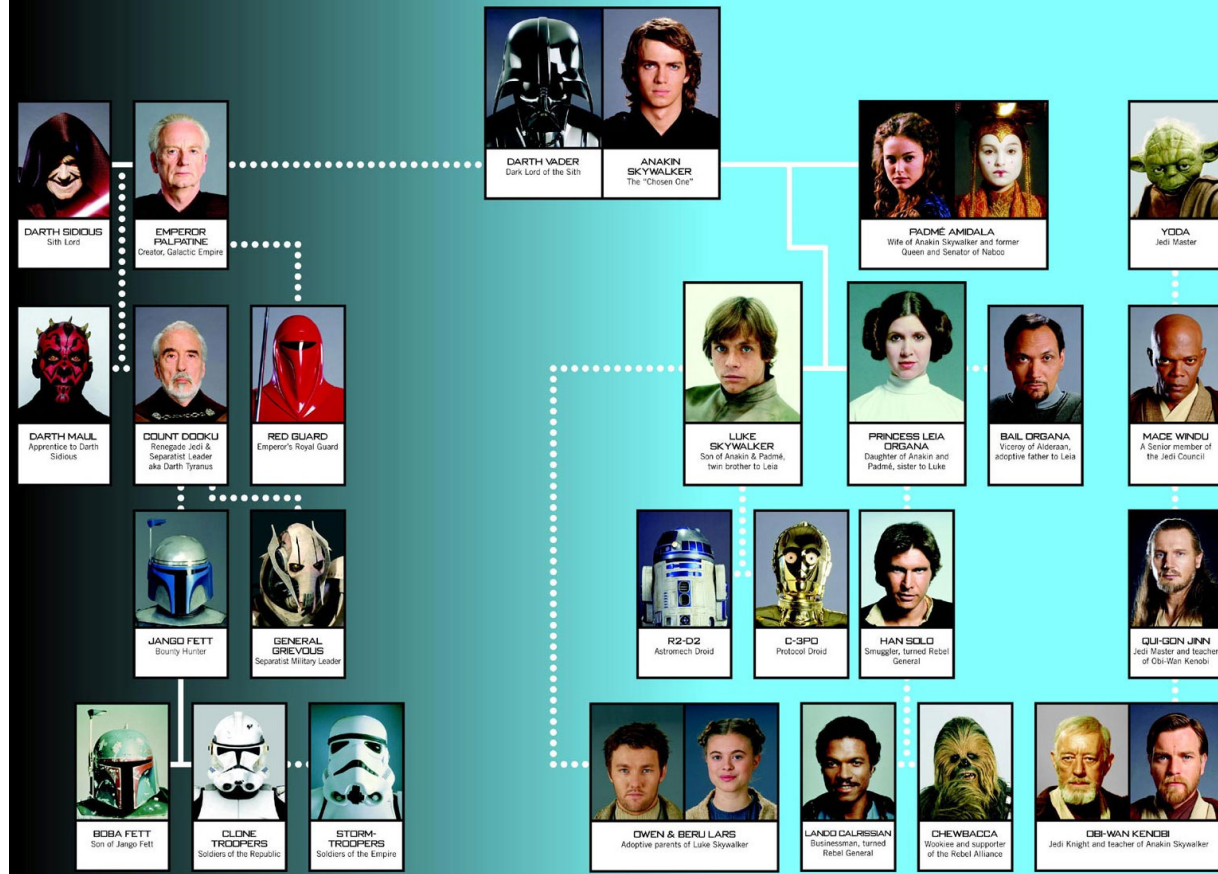 DARTH VADER
Dark Lord of the Sith
ANAKIN
SKYWALKER
The "Chosen One"
DARTH SIDIOUS
Sith Lord
EMPEROR
PALPATINE
Creator, Galactic Empire
PADMÉ AMIDALA
Wife of Anakin Skywalker and former
Queen and Senator of Naboo
YODA
Jedi Master
DARTH MAUL
Apprentice to Darth
Sidious
COUNT DOOKU
Renegade Jedi &
Separatist Leader
aka Darth Tyranus
RED GUARD
Emperor's Royal Guard
LUKE
SKYWALKER
Son of Anakin & Padmé,
twin brother to Leia
PRINCESS LEIA
ORGANA
Daughter of Anakin and
Padmé, sister to Luke
BAIL ORGANA
Viceroy of Alderaan,
adoptive father to Leia
MACE WINDU
A Senior member of
the Jedi Council
JANGO FETT
Bounty Hunter
GENERAL
GRIEVOUS
Separatist Military Leader
R2-D2
Astromech Droid
C-3PO
Protocol Droid
HAN SOLO
Smuggler, turned Rebel
General
QUI-GON JINN
Jedi Master and teacher
of Obi-Wan Kenobi
BOBA FETT
Son of Jango Fett
CLONE
TROOPERS
Soldiers of the Republic
STORM-
TROOPERS
Soldiers of the Empire
OWEN & BERU LARS
Adoptive parents of Luke Skywalker
LANDO CALRISSIAN
Businessman, turned
Rebel General
CHEWBACCA
Wookiee and supporter
of the Rebel Alliance
OBI-WAN KENOBI
Jedi Knight and teacher of Anakin Skywalker